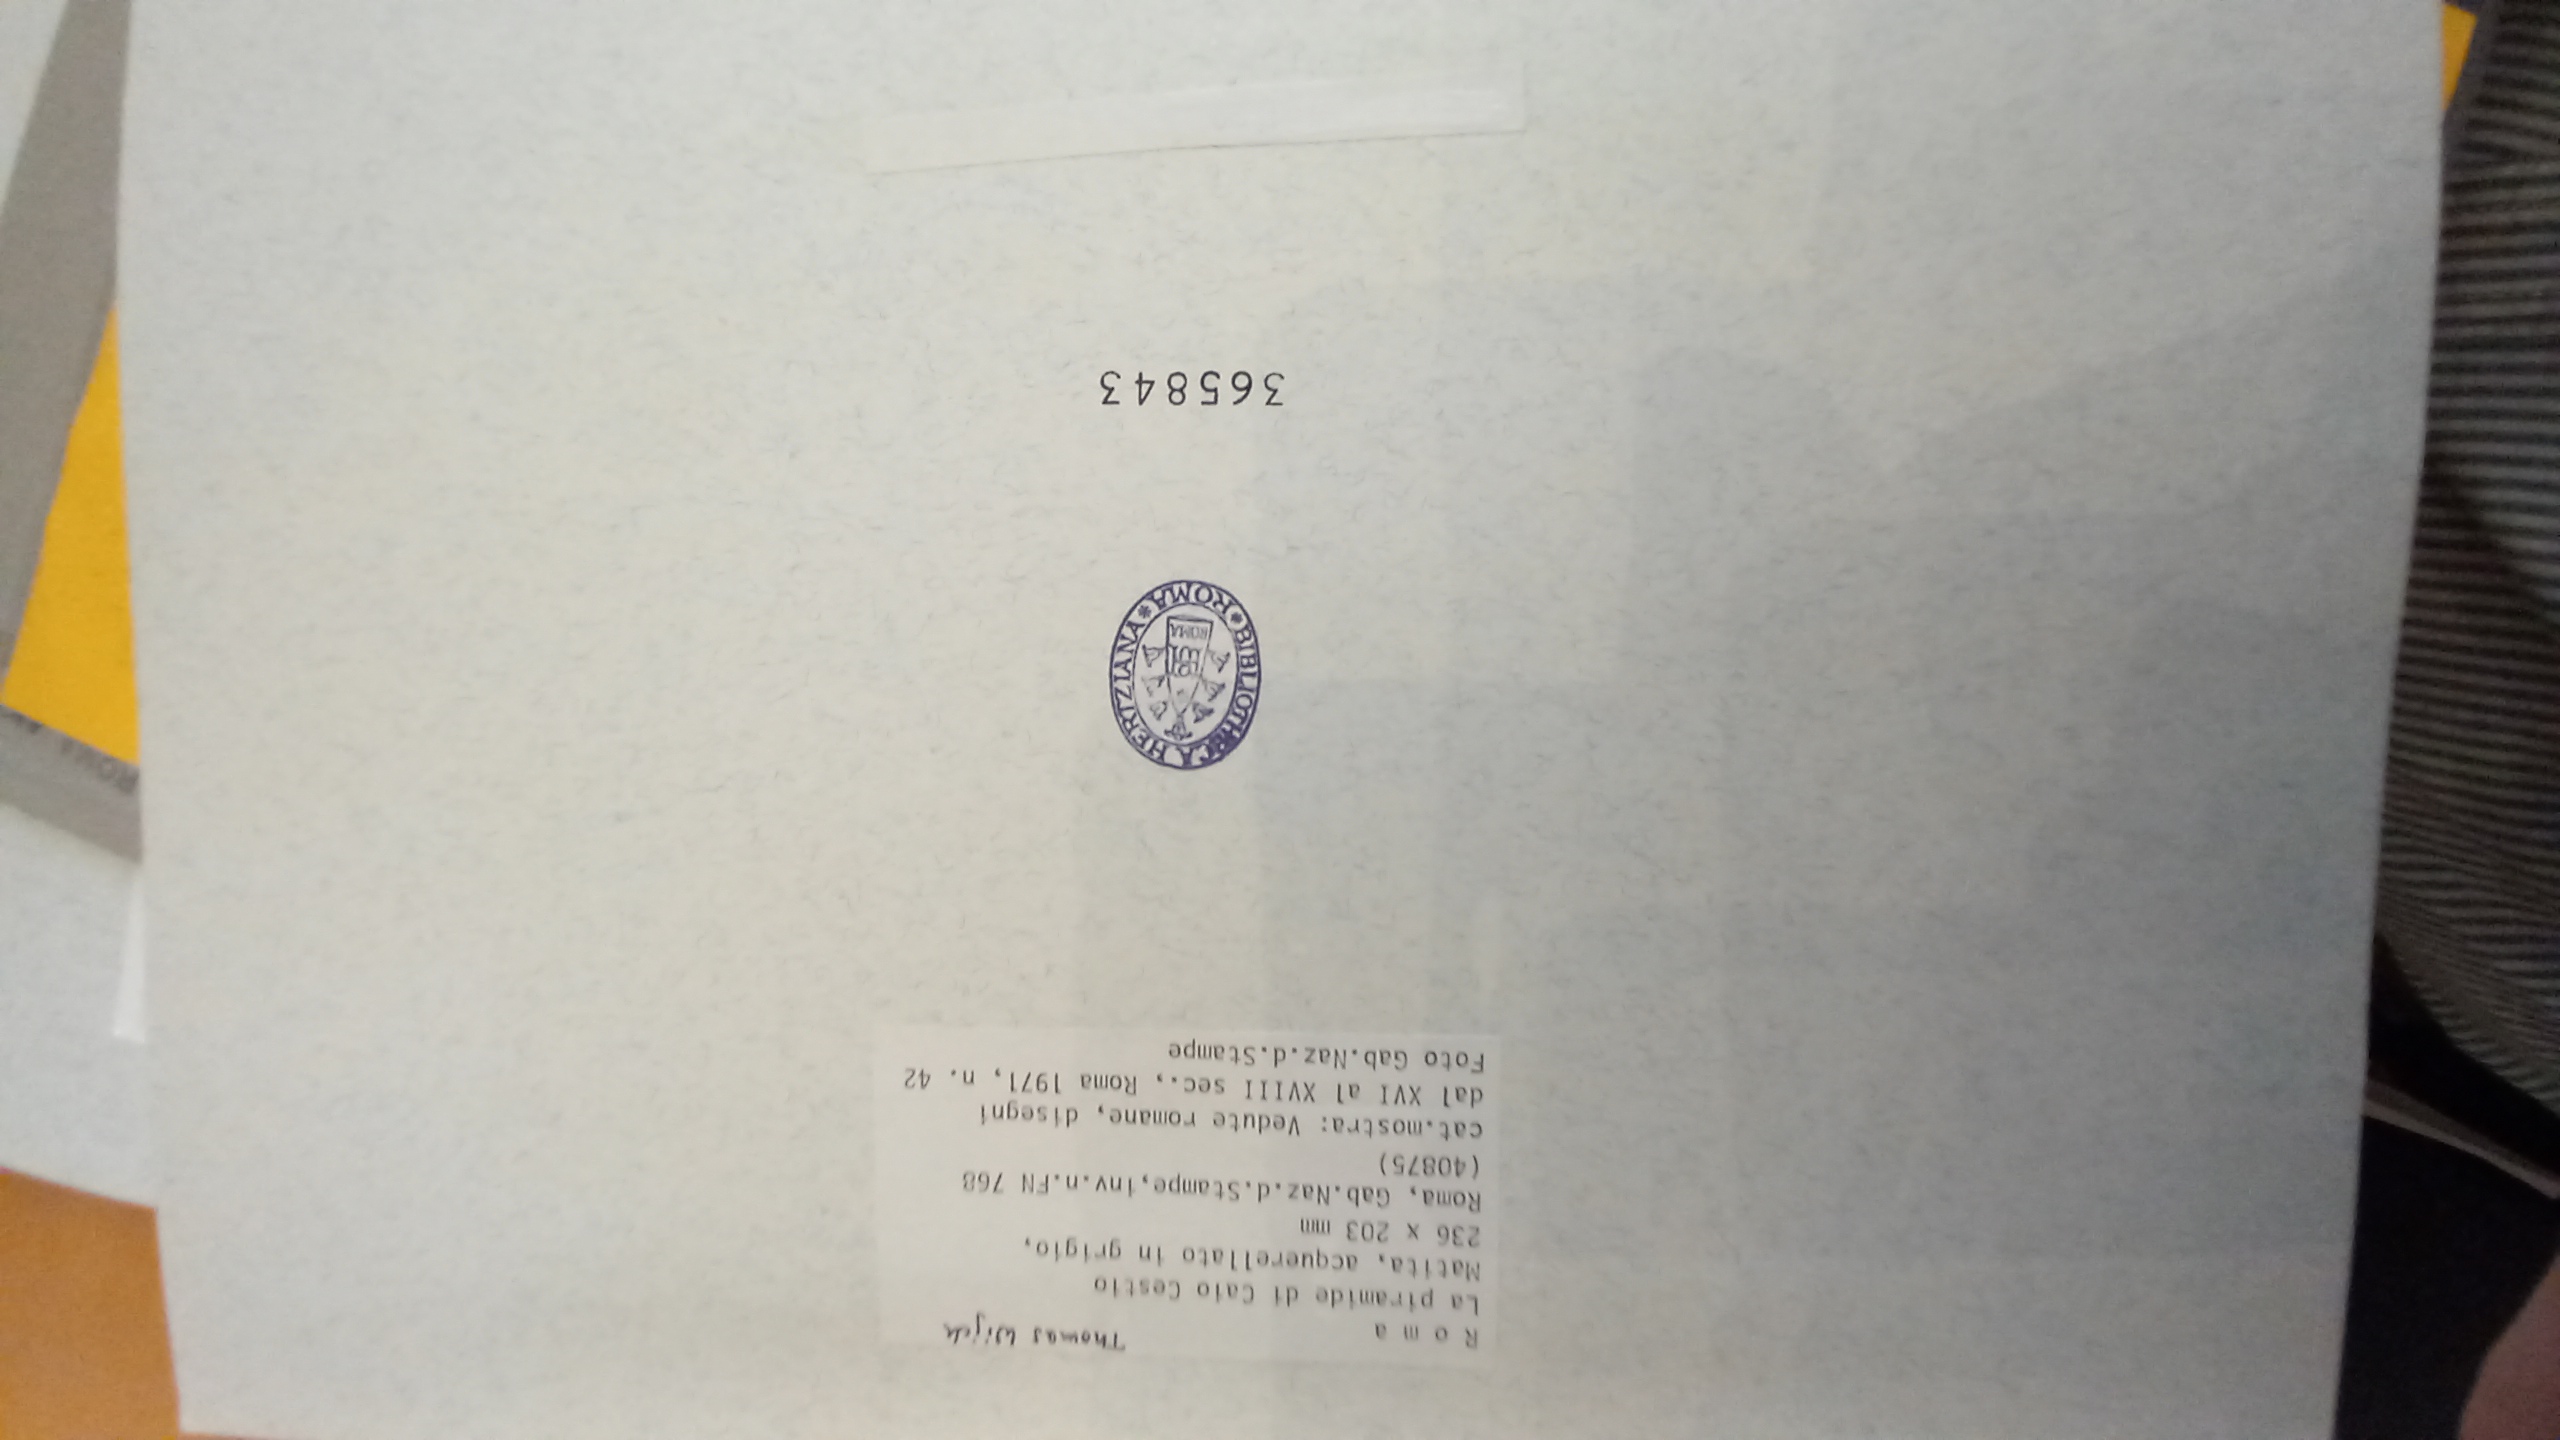 R o m a Thomas Wijck
La piramide di Caio Cestio
Matita, acquerellato in grigio,
236 x 203 mm
Roma, Gab.Naz.d.Stampe,inv.n.FN 768
(40875)
cat.mostra: Vedute romane, disegni
dal XVI al XVIII sec., Roma 1971, n. 42
Foto Gab.Naz.d.Stampe
BIBLIOTHECA HERTZIANA * ROMA *
ROMA
365843